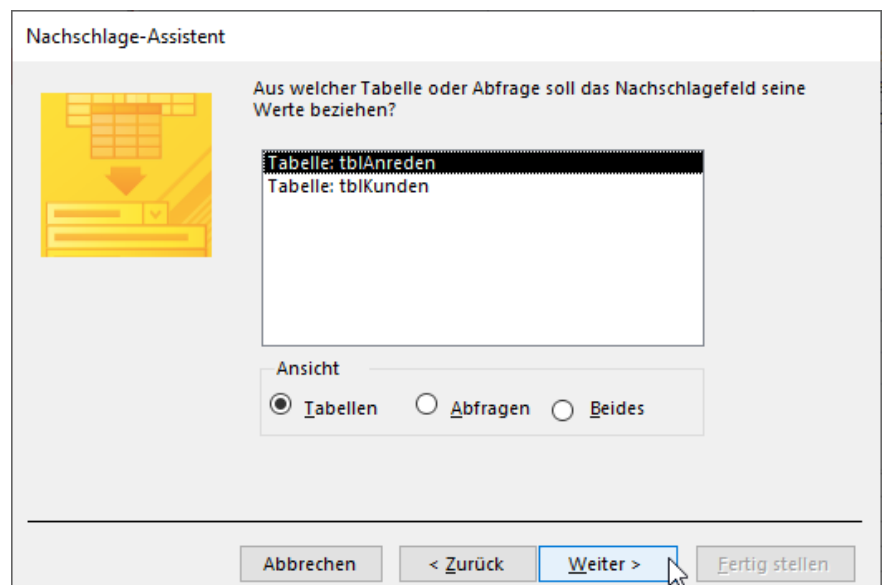 Nachschlage-Assistent
Aus welcher Tabelle oder Abfrage soll das Nachschlagefeld seine
Werte beziehen?
Tabelle: tblAnreden
Tabelle: tblKunden
Ansicht
Tabellen Abfragen Beides
Abbrechen < Zurück Weiter > Fertig stellen